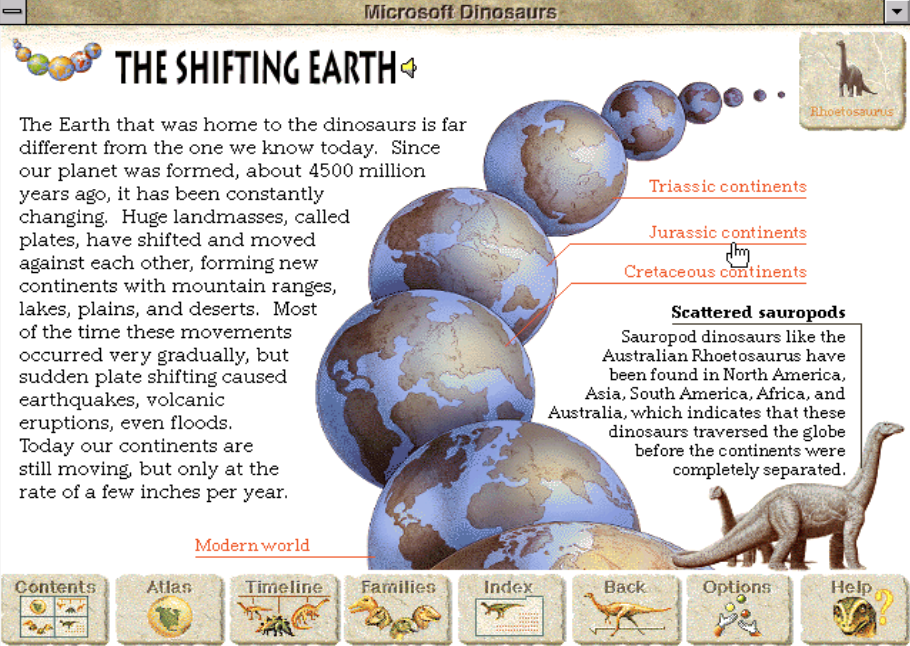 Microsoft Dinosaurs
THE SHIFTING EARTH
Rhoetosaurus
The Earth that was home to the dinosaurs is far
different from the one we know today. Since
our planet was formed, about 4500 million
years ago, it has been constantly
changing. Huge landmasses, called
plates, have shifted and moved
against each other, forming new
continents with mountain ranges,
lakes, plains, and deserts. Most
of the time these movements
occurred very gradually, but
sudden plate shifting caused
earthquakes, volcanic
eruptions, even floods.
Today our continents are
still moving, but only at the
rate of a few inches per year.
Triassic continents
Jurassic continents
Cretaceous continents
Scattered sauropods
Sauropod dinosaurs like the
Australian Rhoetosaurus have
been found in North America,
Asia, South America, Africa, and
Australia, which indicates that these
dinosaurs traversed the globe
before the continents were
completely separated.
Modern world
Contents
Atlas
Timeline
Families
Index
Back
Options
Help